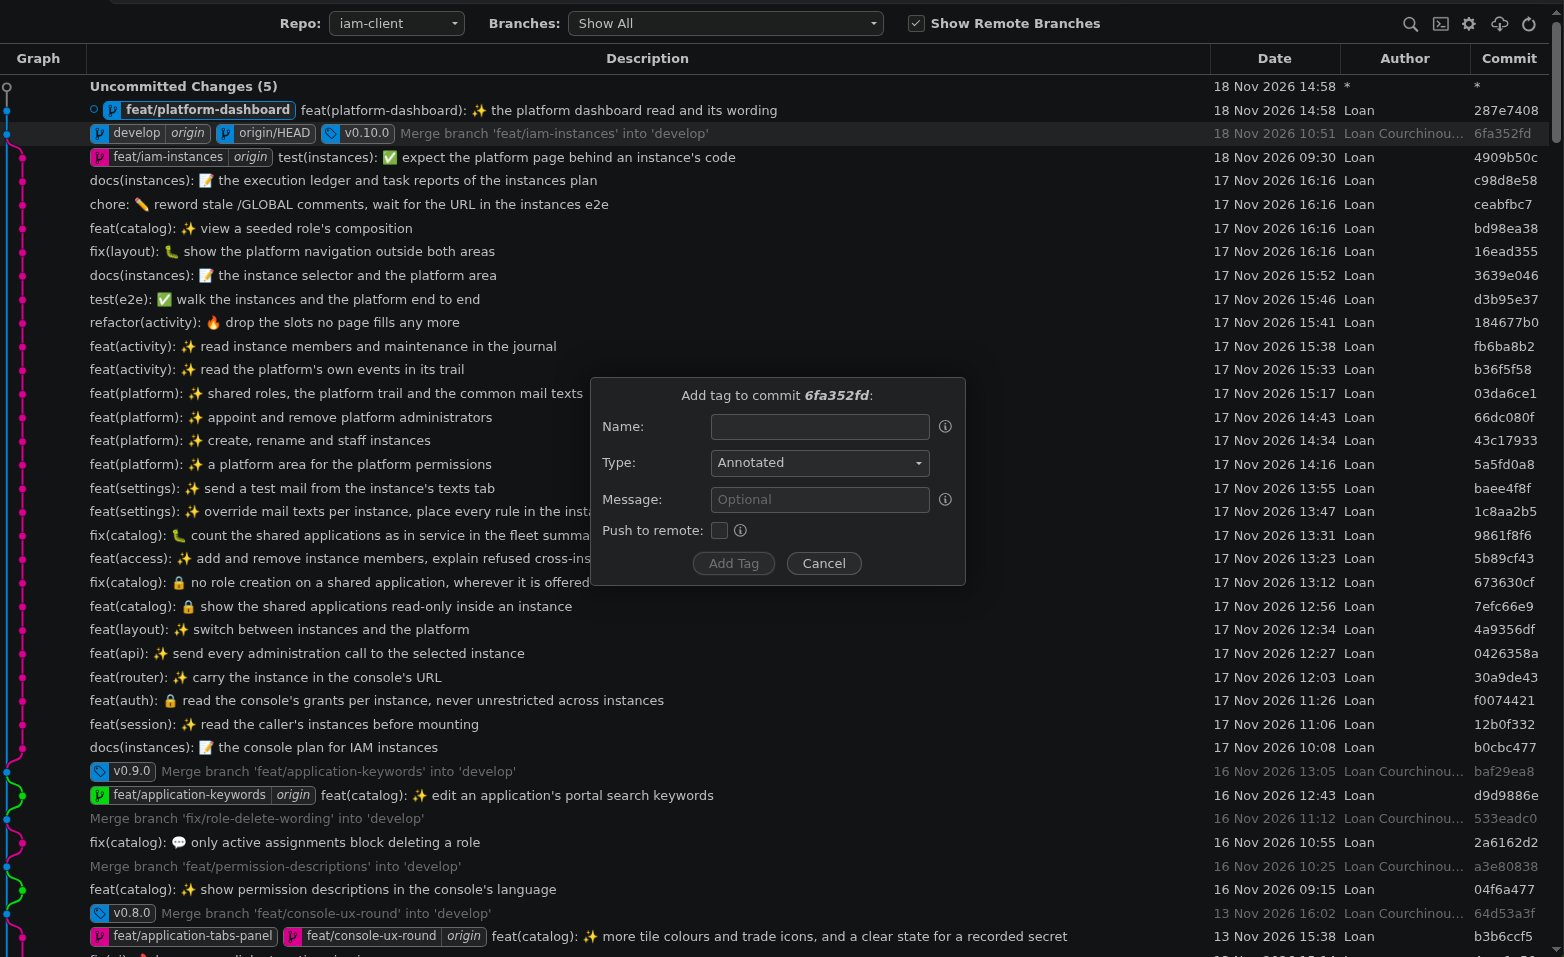 Repo: iam-client Branches: Show All Show Remote Branches
Graph Description Date Author Commit
Uncommitted Changes (5) 18 Nov 2026 14:58 * *
feat/platform-dashboard feat(platform-dashboard): ✨ the platform dashboard read and its wording 18 Nov 2026 14:58 Loan 287e7408
develop origin origin/HEAD v0.10.0 Merge branch 'feat/iam-instances' into 'develop' 18 Nov 2026 10:51 Loan Courchinou... 6fa352fd
feat/iam-instances origin test(instances): ✅ expect the platform page behind an instance's code 18 Nov 2026 09:30 Loan 4909b50c
docs(instances): 📝 the execution ledger and task reports of the instances plan 17 Nov 2026 16:16 Loan c98d8e58
chore: ✏️ reword stale /GLOBAL comments, wait for the URL in the instances e2e 17 Nov 2026 16:16 Loan ceabfbc7
feat(catalog): ✨ view a seeded role's composition 17 Nov 2026 16:16 Loan bd98ea38
fix(layout): 🐛 show the platform navigation outside both areas 17 Nov 2026 16:16 Loan 16ead355
docs(instances): 📝 the instance selector and the platform area 17 Nov 2026 15:52 Loan 3639e046
test(e2e): ✅ walk the instances and the platform end to end 17 Nov 2026 15:46 Loan d3b95e37
refactor(activity): 🔥 drop the slots no page fills any more 17 Nov 2026 15:41 Loan 184677b0
feat(activity): ✨ read instance members and maintenance in the journal 17 Nov 2026 15:38 Loan fb6ba8b2
feat(activity): ✨ read the platform's own events in its trail 17 Nov 2026 15:33 Loan b36f5f58
feat(platform): ✨ shared roles, the platform trail and the common mail texts 17 Nov 2026 15:17 Loan 03da6ce1
feat(platform): ✨ appoint and remove platform administrators 17 Nov 2026 14:43 Loan 66dc080f
feat(platform): ✨ create, rename and staff instances 17 Nov 2026 14:34 Loan 43c17933
feat(platform): ✨ a platform area for the platform permissions 17 Nov 2026 14:16 Loan 5a5fd0a8
feat(settings): ✨ send a test mail from the instance's texts tab 17 Nov 2026 13:55 Loan baee4f8f
feat(settings): ✨ override mail texts per instance, place every rule in the 17 Nov 2026 13:47 Loan 1c8aa2b5
fix(catalog): 🐛 count the shared applications as in service in the fleet 17 Nov 2026 13:31 Loan 9861f8f6
feat(access): ✨ add and remove instance members, explain refused 17 Nov 2026 13:23 Loan 5b89cf43
fix(catalog): 🔒 no role creation on a shared application, wherever it is offered 17 Nov 2026 13:12 Loan 673630cf
feat(catalog): 🔒 show the shared applications read-only inside an instance 17 Nov 2026 12:56 Loan 7efc66e9
feat(layout): ✨ switch between instances and the platform 17 Nov 2026 12:34 Loan 4a9356df
feat(api): ✨ send every administration call to the selected instance 17 Nov 2026 12:27 Loan 0426358a
feat(router): ✨ carry the instance in the console's URL 17 Nov 2026 12:03 Loan 30a9de43
feat(auth): 🔒 read the console's grants per instance, never unrestricted across instances 17 Nov 2026 11:26 Loan f0074421
feat(session): ✨ read the caller's instances before mounting 17 Nov 2026 11:06 Loan 12b0f332
docs(instances): 📝 the console plan for IAM instances 17 Nov 2026 10:08 Loan b0cbc477
v0.9.0 Merge branch 'feat/application-keywords' into 'develop' 16 Nov 2026 13:05 Loan Courchinou... baf29ea8
feat/application-keywords origin feat(catalog): ✨ edit an application's portal search keywords 16 Nov 2026 12:43 Loan d9d9886e
Merge branch 'fix/role-delete-wording' into 'develop' 16 Nov 2026 11:12 Loan Courchinou... 533eadc0
fix(catalog): 💬 only active assignments block deleting a role 16 Nov 2026 10:55 Loan 2a6162d2
Merge branch 'feat/permission-descriptions' into 'develop' 16 Nov 2026 10:25 Loan Courchinou... a3e80838
feat(catalog): ✨ show permission descriptions in the console's language 16 Nov 2026 09:15 Loan 04f6a477
v0.8.0 Merge branch 'feat/console-ux-round' into 'develop' 13 Nov 2026 16:02 Loan Courchinou... 64d53a3f
feat/application-tabs-panel feat/console-ux-round origin feat(catalog): ✨ more tile colours and trade icons, and a clear state for a recorded secret 13 Nov 2026 15:38 Loan b3b6ccf5
Add tag to commit 6fa352fd:
Name:
Type: Annotated
Message: Optional
Push to remote:
Add Tag Cancel